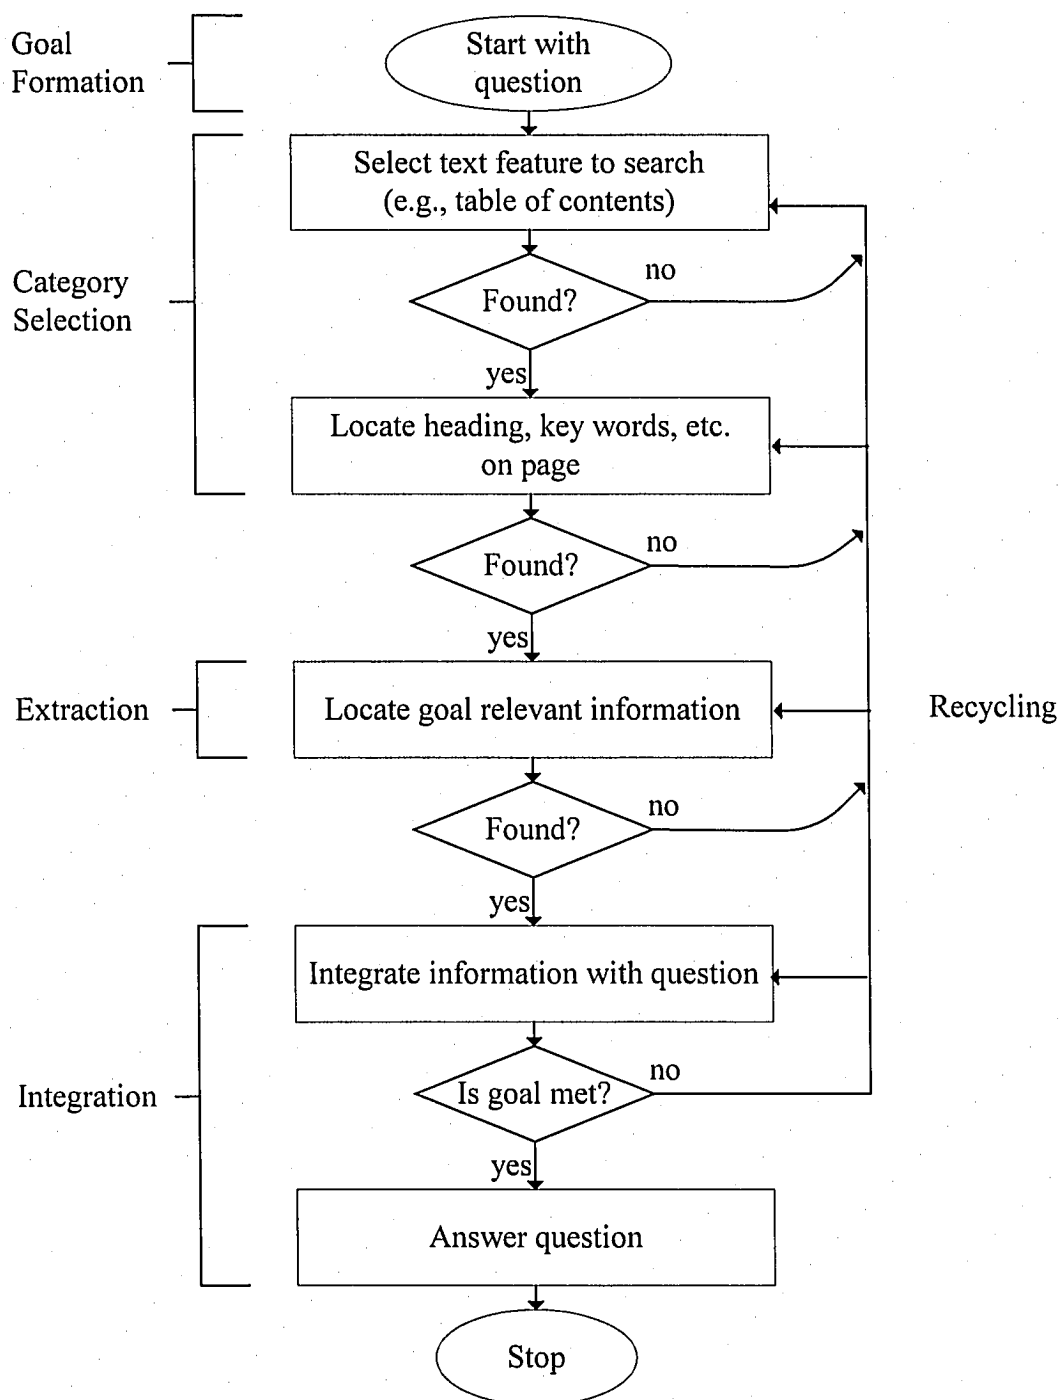 Goal
Formation
Start with
question
Select text feature to search
(e.g., table of contents)
Category
Selection
Found?
no
yes
Locate heading, key words, etc.
on page
Found?
no
yes
Extraction
Locate goal relevant information
Recycling
Found?
no
yes
Integrate information with question
Integration
Is goal met?
no
yes
Answer question
Stop